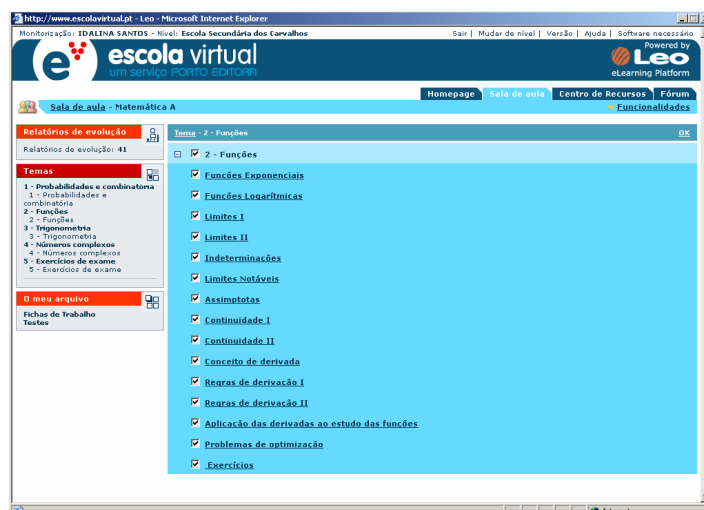 http://www.escolavirtual.pt - Leo - Microsoft Internet Explorer
Monitorização: IDALINA SANTOS - Nível: Escola Secundária dos Carvalhos
Sair | Mudar de nível | Versão | Ajuda | Software necessário
e
escola virtual
um serviço PORTO EDITORA
Powered by
Leo
eLearning Platform
Homepage Sala de aula Centro de Recursos Fórum
Sala de aula - Matemática A
Funcionalidades
Relatórios de evolução
Relatórios de evolução: 41
Temas
1 - Probabilidades e combinatória
1 - Probabilidades e
combinatória
2 - Funções
2 - Funções
3 - Trigonometria
3 - Trigonometria
4 - Números complexos
4 - Números complexos
5 - Exercícios de exame
5 - Exercícios de exame
O meu arquivo
Fichas de Trabalho
Testes
Tema - 2 - Funções OK
2 - Funções
Funções Exponenciais
Funções Logarítmicas
Limites I
Limites II
Indeterminações
Limites Notáveis
Assimptotas
Continuidade I
Continuidade II
Conceito de derivada
Regras de derivação I
Regras de derivação II
Aplicação das derivadas ao estudo das funções
Problemas de optimização
Exercícios